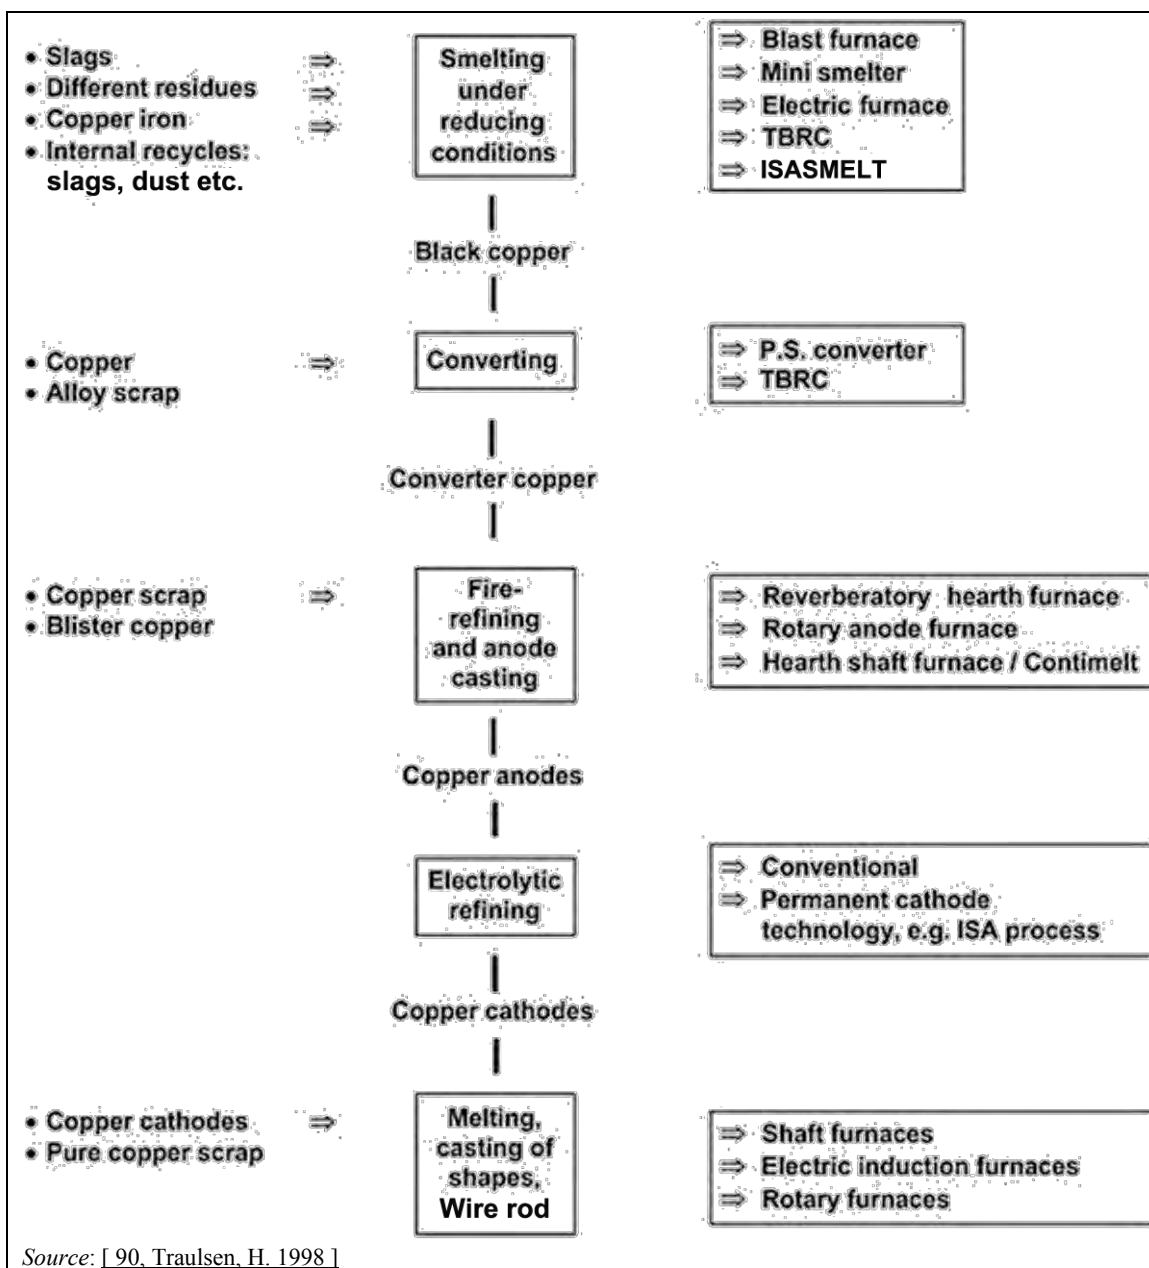 • Slags ⇒
• Different residues ⇒
• Copper iron ⇒
• Internal recycles:
slags, dust etc.
Smelting
under
reducing
conditions
⇒ Blast furnace
⇒ Mini smelter
⇒ Electric furnace
⇒ TBRC
⇒ ISASMELT
Black copper
• Copper ⇒
• Alloy scrap
Converting
⇒ P.S. converter
⇒ TBRC
Converter copper
• Copper scrap ⇒
• Blister copper
Fire-
refining
and anode
casting
⇒ Reverberatory hearth furnace
⇒ Rotary anode furnace
⇒ Hearth shaft furnace / Contimelt
Copper anodes
Electrolytic
refining
⇒ Conventional
⇒ Permanent cathode
technology, e.g. ISA process
Copper cathodes
• Copper cathodes ⇒
• Pure copper scrap
Melting,
casting of
shapes,
Wire rod
⇒ Shaft furnaces
⇒ Electric induction furnaces
⇒ Rotary furnaces
Source: [ 90, Traulsen, H. 1998 ]